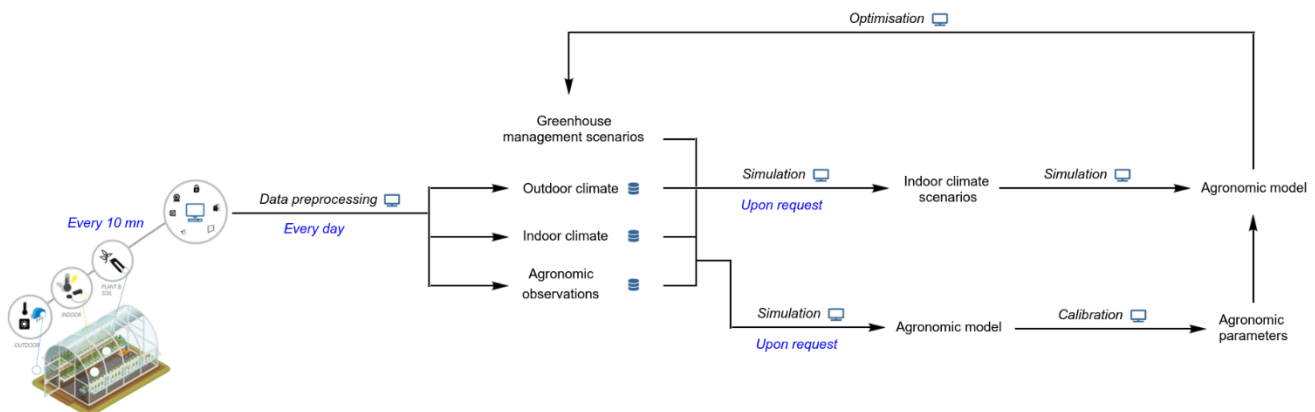 Optimisation
Greenhouse
management scenarios
Data preprocessing
Every day
Every 10 mn
Outdoor climate
Indoor climate
Agronomic
observations
Simulation
Upon request
Indoor climate
scenarios
Simulation
Agronomic model
Simulation
Upon request
Agronomic model
Calibration
Agronomic
parameters
PLANT &
SOIL
INDOOR
OUTDOOR